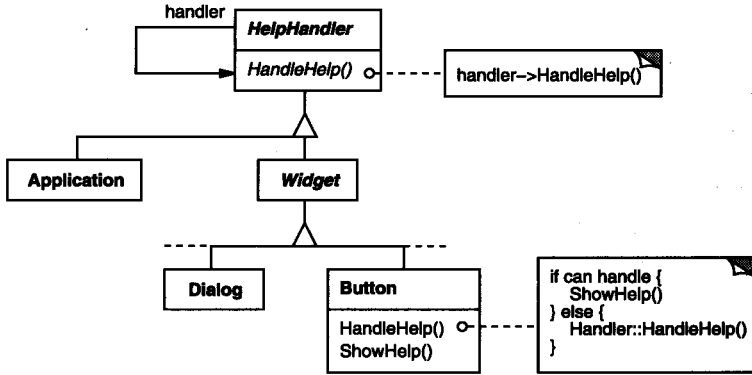 handler
HelpHandler
HandleHelp()
handler->HandleHelp()
Application
Widget
Dialog
Button
HandleHelp()
ShowHelp()
if can handle {
ShowHelp()
} else {
Handler::HandleHelp()
}